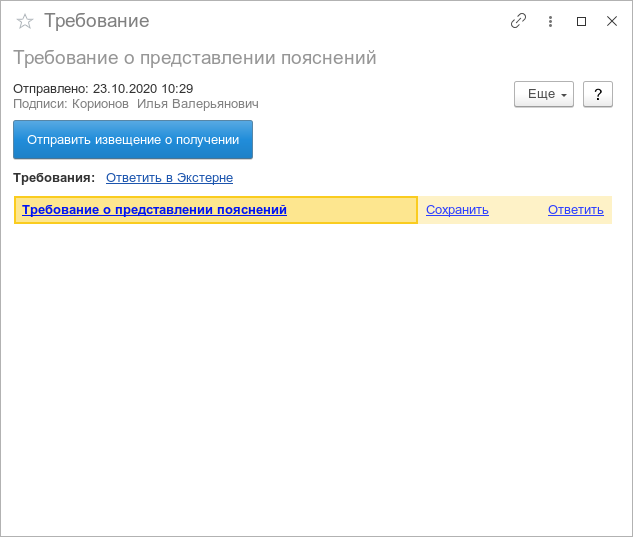 Требование
Требование о представлении пояснений
Отправлено: 23.10.2020 10:29
Подписи: Корионов  Илья Валерьянович
Еще
?
Отправить извещение о получении
Требования: Ответить в Экстерне
Требование о представлении пояснений Сохранить Ответить